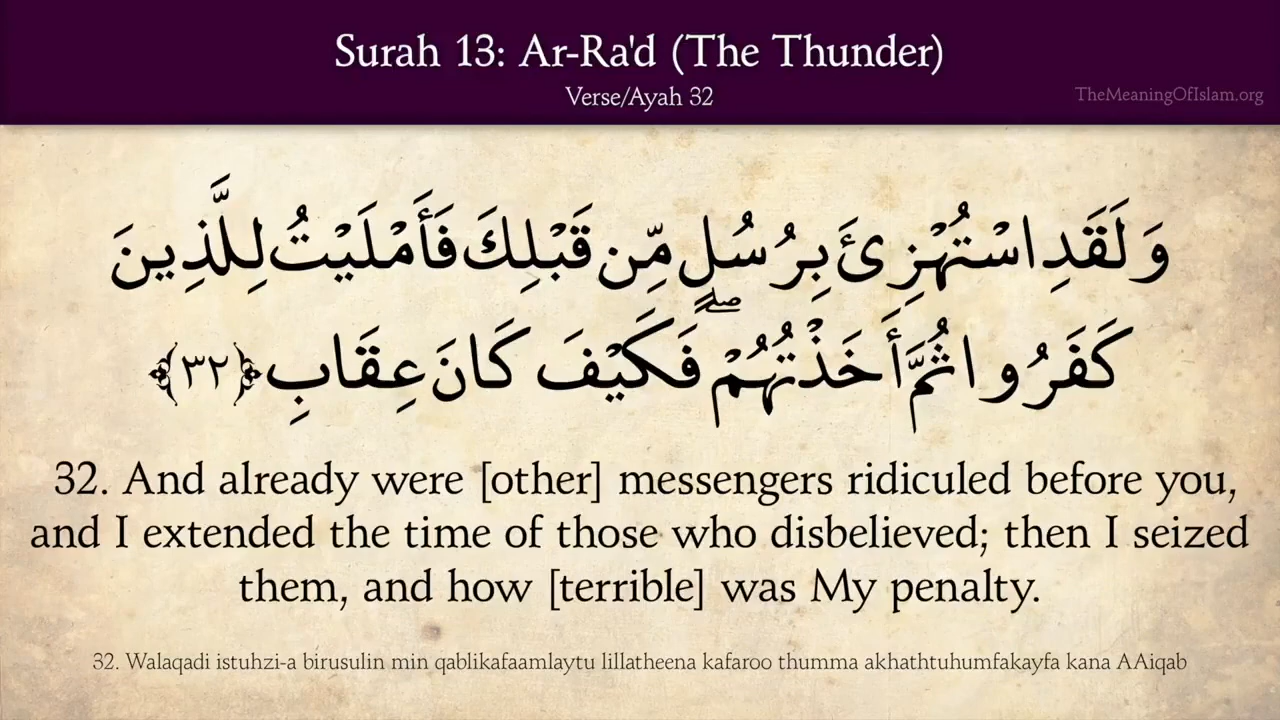 Surah 13: Ar-Ra'd (The Thunder)
Verse/Ayah 32
TheMeaningOfIslam.org
وَلَقَدِ اسْتُهْزِئَ بِرُسُلٍ مِّن قَبْلِكَ فَأَمْلَيْتُ لِلَّذِينَ
كَفَرُوا ثُمَّ أَخَذْتُهُمْ ۖ فَكَيْفَ كَانَ عِقَابِ ﴿٣٢﴾
32. And already were [other] messengers ridiculed before you,
and I extended the time of those who disbelieved; then I seized
them, and how [terrible] was My penalty.
32. Walaqadi istuhzi-a birusulin min qablikafaamlaytu lillatheena kafaroo thumma akhathtuhumfakayfa kana AAiqab